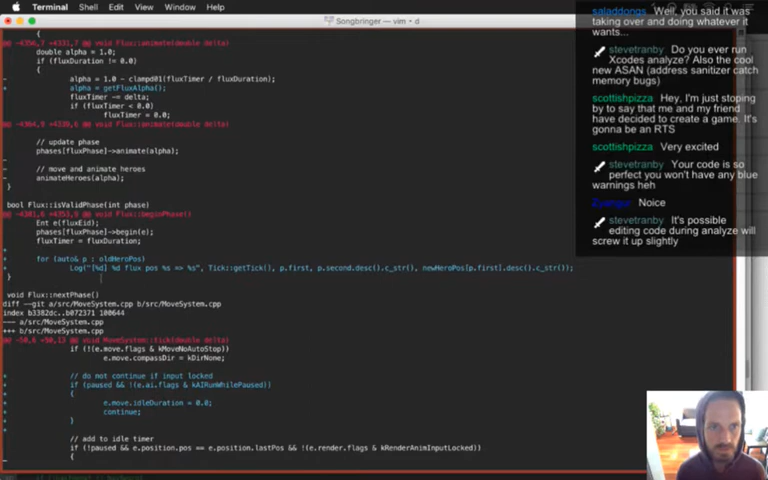 Terminal Shell Edit View Window Help
Songbringer — vim • d
{
@@ -4350,7 +4331,7 @@ void Flux::animate(double delta)
double alpha = 1.0;
if (fluxDuration != 0.0)
{
- alpha = 1.0 - clampd01(fluxTimer / fluxDuration);
+ alpha = getFluxAlpha();
fluxTimer -= delta;
if (fluxTimer < 0.0)
fluxTimer = 0.0;
void Flux::animate(double delta)
// update phase
phases[fluxPhase]->animate(alpha);
-
- // move and animate heroes
- animateHeroes(alpha);
}
bool Flux::isValidPhase(int phase)
void Flux::beginPhase()
Ent e(fluxEid);
phases[fluxPhase]->begin(e);
fluxTimer = fluxDuration;
+
+ for (auto& p : oldHeroPos)
+ Log("[%d] %d flux pos %s => %s", Tick::getTick(), p.first, p.second.desc().c_str(), newHeroPos[p.first].desc().c_str());
}
void Flux::nextPhase()
diff --git a/src/MoveSystem.cpp b/src/MoveSystem.cpp
index b3382dc..b072371 100644
--- a/src/MoveSystem.cpp
+++ b/src/MoveSystem.cpp
@@ -50,6 +50,13 @@ void MoveSystem::tick(double delta)
if (!(e.move.flags & kMoveNoAutoStop))
e.move.compassDir = kDirNone;
+ // do not continue if input locked
+ if (paused && !(e.ai.flags & kAIRunWhilePaused))
+ {
+ e.move.idleDuration = 0.0;
+ continue;
+ }
+
// add to idle timer
if (!paused && e.position.pos == e.position.lastPos && !(e.render.flags & kRenderAnimInputLocked))
{
saladdongs Well, you said it was
taking over and doing whatever it
wants...
stevetranby Do you ever run
Xcodes analyze? Also the cool
new ASAN (address sanitizer catch
memory bugs)
scottishpizza Hey, I'm just stoping
by to say that me and my friend
have decided to create a game. It's
gonna be an RTS
scottishpizza Very excited
stevetranby Your code is so
perfect you won't have any blue
warnings heh
Noice
stevetranby It's possible
editing code during analyze will
screw it up slightly